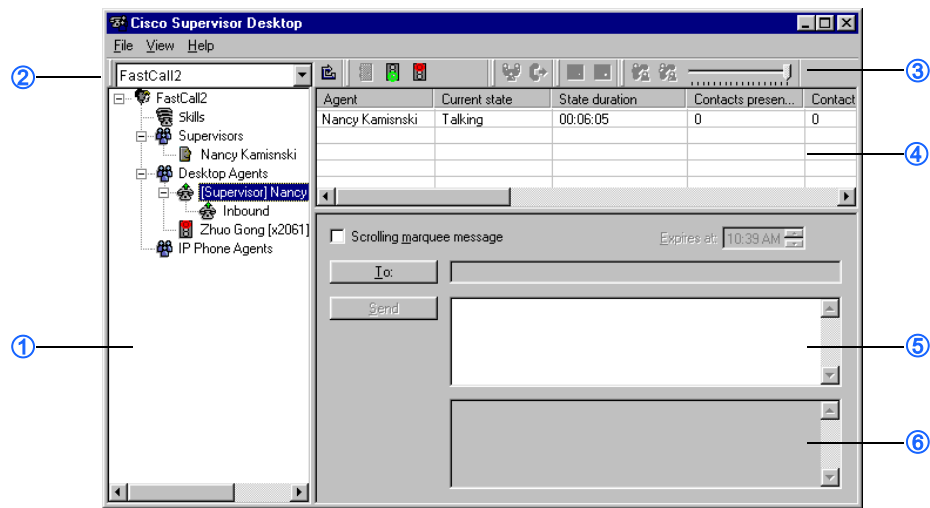 Cisco Supervisor Desktop
File View Help
② FastCall2 ③
FastCall2
Skills
Supervisors
Nancy Kamisnski
Desktop Agents
[Supervisor] Nancy
Inbound
Zhuo Gong [x2061]
IP Phone Agents
①
Agent Current state State duration Contacts presen... Contact
Nancy Kamisnski Talking 00:06:05 0 0
④
Scrolling marquee message Expires at: 10:39 AM
To:
Send
⑤
⑥